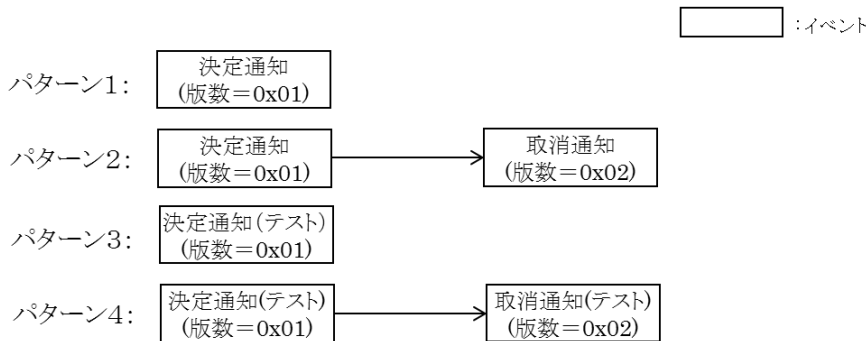 ：イベント
パターン１：
決定通知
(版数＝0x01)
パターン２：
決定通知
(版数＝0x01)
取消通知
(版数＝0x02)
パターン３：
決定通知(テスト)
(版数＝0x01)
パターン４：
決定通知(テスト)
(版数＝0x01)
取消通知(テスト)
(版数＝0x02)